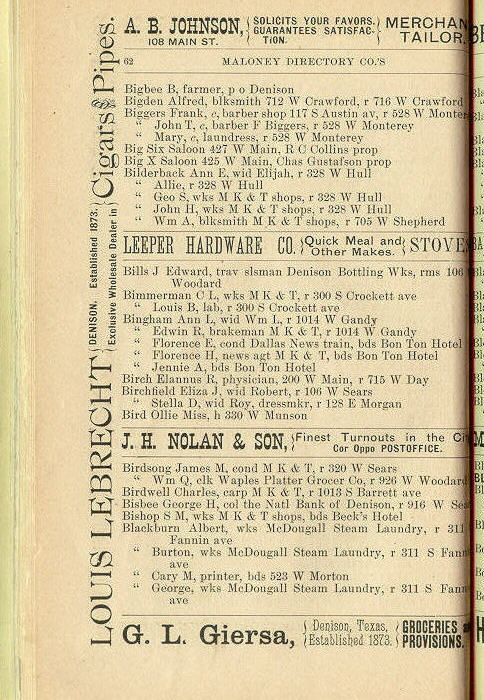 A. B. JOHNSON, SOLICITS YOUR FAVORS. GUARANTEES SATISFAC- TION. MERCHAN TAILOR
108 MAIN ST.
62 MALONEY DIRECTORY CO.'S
Bigbee B, farmer, p o Denison
Bigden Alfred, blksmith 712 W Crawford, r 716 W Crawford
Biggers Frank, c, barber shop 117 S Austin av, r 528 W Monter
" John T, c, barber F Biggers, r 528 W Monterey
" Mary, c, laundress, r 528 W Monterey
Big Six Saloon 427 W Main, R C Collins prop
Big X Saloon 425 W Main, Chas Gustafson prop
Bilderback Ann E, wid Elijah, r 328 W Hull
" Allie, r 328 W Hull
" Geo S, wks M K & T shops, r 328 W Hull
" John H, wks M K & T shops, r 328 W Hull
" Wm A, blksmith M K & T shops, r 705 W Shepherd
LEEPER HARDWARE CO. Quick Meal and Other Makes. STOVE
Bills J Edward, trav slsman Denison Bottling Wks, rms 106
Woodard
Bimmerman C L, wks M K & T, r 300 S Crockett ave
" Louis B, lab, r 300 S Crockett ave
Bingham Ann L, wid Wm L, r 1014 W Gandy
" Edwin R, brakeman M K & T, r 1014 W Gandy
" Florence E, cond Dallas News train, bds Bon Ton Hotel
" Florence H, news agt M K & T, bds Bon Ton Hotel
" Jennie A, bds Bon Ton Hotel
Birch Elannus R, physician, 200 W Main, r 715 W Day
Birchfield Eliza J, wid Robert, r 106 W Sears
" Stella D, wid Roy, dressmkr, r 128 E Morgan
Bird Ollie Miss, h 330 W Munson
J. H. NOLAN & SON, Finest Turnouts in the Ci
Cor Oppo POSTOFFICE.
Birdsong James M, cond M K & T, r 320 W Sears
" Wm Q, clk Waples Platter Grocer Co, r 926 W Woodard
Birdwell Charles, carp M K & T, r 1013 S Barrett ave
Bisbee George H, col the Natl Bank of Denison, r 916 W Sea
Bishop S M, wks M K & T shops, bds Beck's Hotel
Blackburn Albert, wks McDougall Steam Laundry, r 311
Fannin ave
" Burton, wks McDougall Steam Laundry, r 311 S Fann
ave
" Cary M, printer, bds 523 W Morton
" George, wks McDougall Steam Laundry, r 311 S Fann
ave
G. L. Giersa, Denison, Texas, Established 1873. GROCERIES PROVISIONS.
LOUIS LEBRECHT DENISON. Established 1873. Exclusive Wholesale Dealer in Cigars & Pipes.